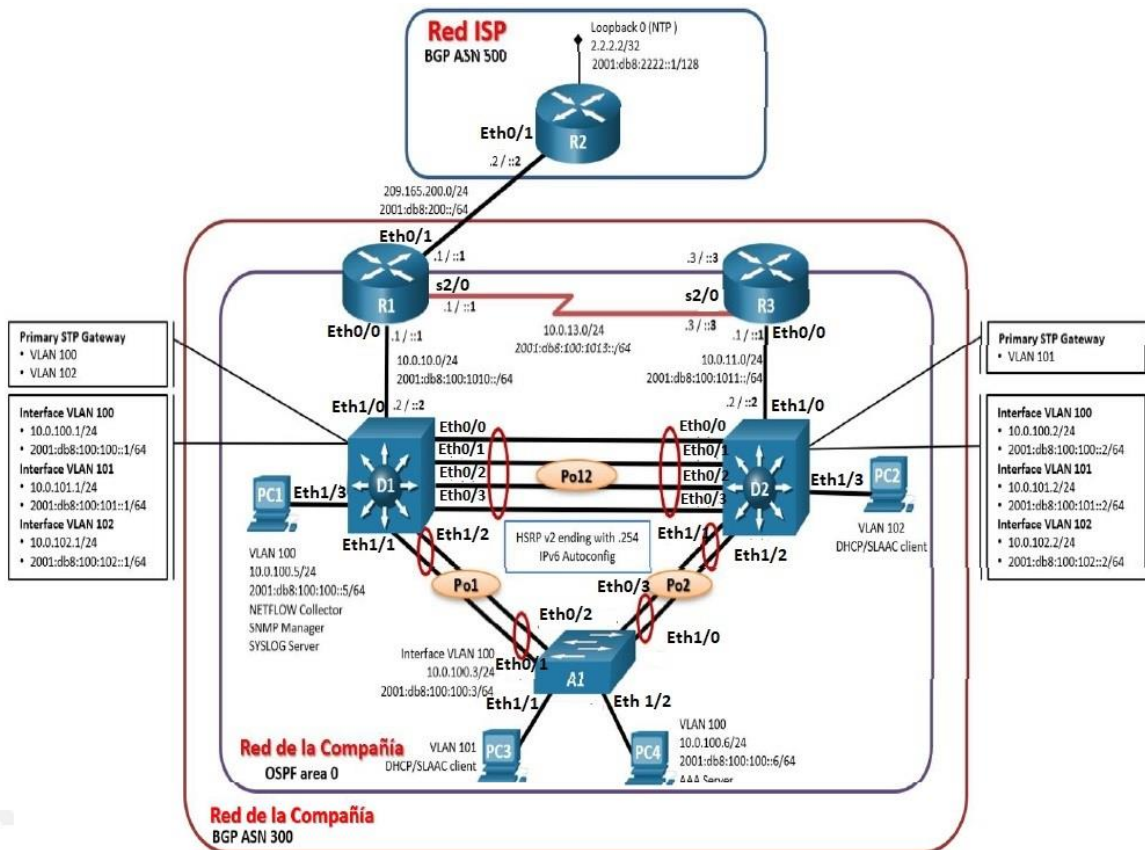 Red ISP
BGP ASN 500
Loopback 0 (NTP )
2.2.2.2/32
2001:db8:2222::1/128
Eth0/1
R2
.2 / ::2
209.165.200.0/24
2001:db8:200::/64
Eth0/1
.1 / ::1
.3 / ::3
R1
s2/0
.1 / ::1
s2/0
.3 / ::3
R3
Eth0/0
.1 / ::1
10.0.13.0/24
2001:db8:100:1013::/64
.1 / ::1
Eth0/0
10.0.10.0/24
2001:db8:100:1010::/64
10.0.11.0/24
2001:db8:100:1011::/64
Primary STP Gateway
• VLAN 100
• VLAN 102
Primary STP Gateway
• VLAN 101
Eth1/0
.2 / ::2
.2 / ::2
Eth1/0
Interface VLAN 100
• 10.0.100.1/24
• 2001:db8:100:100::1/64
Interface VLAN 101
• 10.0.101.1/24
• 2001:db8:100:101::1/64
Interface VLAN 102
• 10.0.102.1/24
• 2001:db8:100:102::1/64
Eth0/0
Eth0/1
Eth0/2
Eth0/3
Po12
Eth0/0
Eth0/1
Eth0/2
Eth0/3
Interface VLAN 100
• 10.0.100.2/24
• 2001:db8:100:100::2/64
Interface VLAN 101
• 10.0.101.2/24
• 2001:db8:100:101::2/64
Interface VLAN 102
• 10.0.102.2/24
• 2001:db8:100:102::2/64
PC1
Eth1/3
D1
D2
Eth1/3
PC2
VLAN 102
DHCP/SLAAC client
Eth1/1
Eth1/2
HSRP v2 ending with .254
IPv6 Autoconfig
Eth1/1
Eth1/2
VLAN 100
10.0.100.5/24
2001:db8:100:100::5/64
NETFLOW Collector
SNMP Manager
SYSLOG Server
Po1
Po2
Eth0/2
Eth0/3
Eth1/0
Interface VLAN 100
10.0.100.3/24
2001:db8:100:100:3/64
Eth0/1
A1
Eth1/1
Eth 1/2
PC3
VLAN 101
DHCP/SLAAC client
PC4
VLAN 100
10.0.100.6/24
2001:db8:100:100::6/64
AAA Server
Red de la Compañía
OSPF area 0
Red de la Compañía
BGP ASN 300